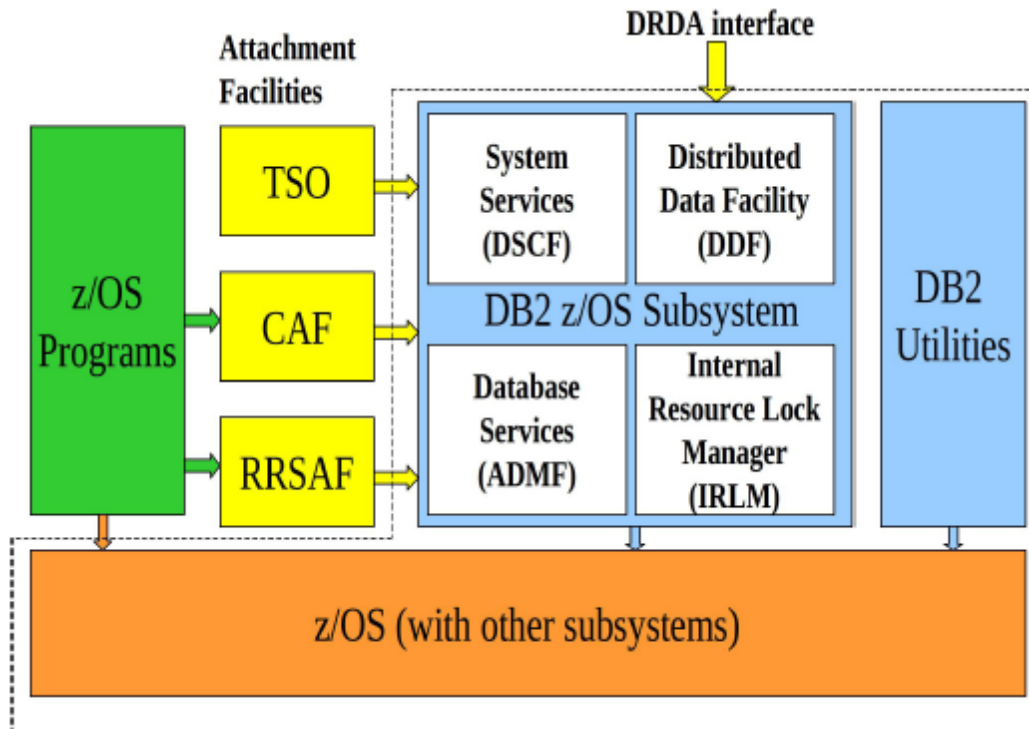 DRDA interface
Attachment
Facilities
z/OS
Programs
TSO
CAF
RRSAF
System
Services
(DSCF)
Distributed
Data Facility
(DDF)
DB2 z/OS Subsystem
Database
Services
(ADMF)
Internal
Resource Lock
Manager
(IRLM)
DB2
Utilities
z/OS (with other subsystems)